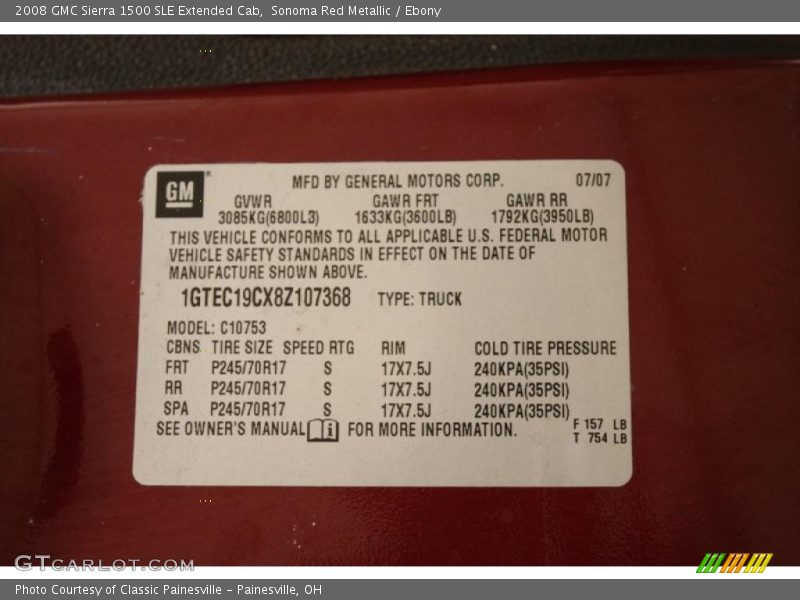 2008 GMC Sierra 1500 SLE Extended Cab, Sonoma Red Metallic / Ebony
GM MFD BY GENERAL MOTORS CORP. 07/07
GVWR GAWR FRT GAWR RR
3085KG(6800LB) 1633KG(3600LB) 1792KG(3950LB)
THIS VEHICLE CONFORMS TO ALL APPLICABLE U.S. FEDERAL MOTOR
VEHICLE SAFETY STANDARDS IN EFFECT ON THE DATE OF
MANUFACTURE SHOWN ABOVE.
1GTEC19CX8Z107368 TYPE: TRUCK
MODEL: C10753
CBNS TIRE SIZE SPEED RTG RIM COLD TIRE PRESSURE
FRT P245/70R17 S 17X7.5J 240KPA(35PSI)
RR P245/70R17 S 17X7.5J 240KPA(35PSI)
SPA P245/70R17 S 17X7.5J 240KPA(35PSI)
SEE OWNER'S MANUAL i FOR MORE INFORMATION.
F 157 LB
T 754 LB
GTCARLOT.COM
Photo Courtesy of Classic Painesville - Painesville, OH